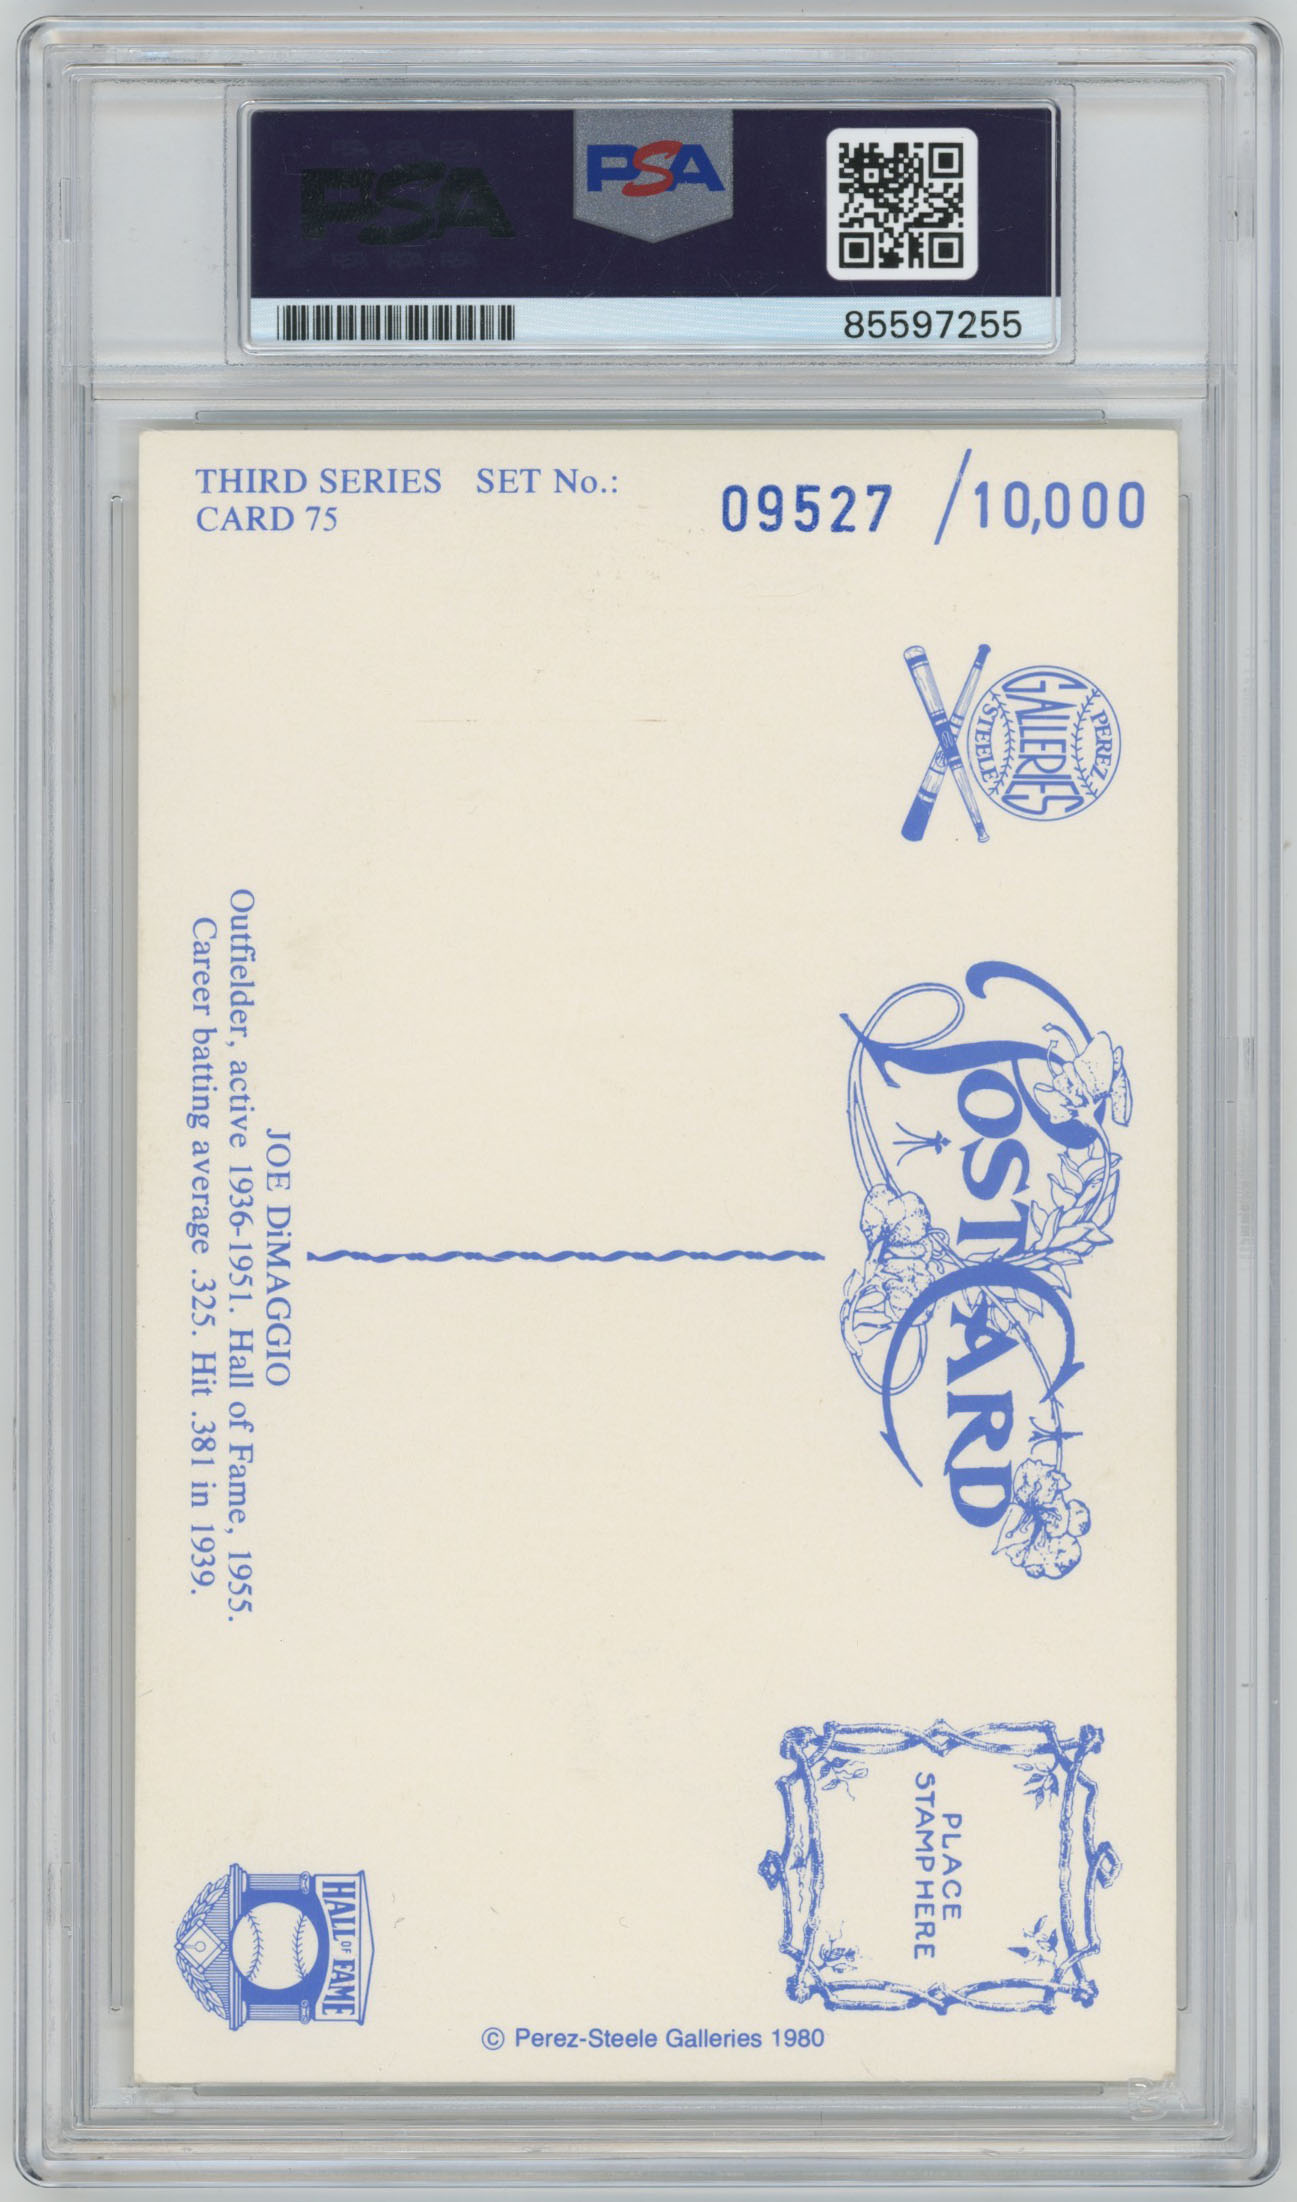 PSA
PSA
85597255
THIRD SERIES SET No.:
CARD 75
09527 / 10,000
PEREZ
GALLERIES
STEELE
POST CARD
JOE DiMAGGIO
Outfielder, active 1936-1951. Hall of Fame, 1955.
Career batting average .325. Hit .381 in 1939.
PLACE
STAMP HERE
HALL OF FAME
© Perez-Steele Galleries 1980